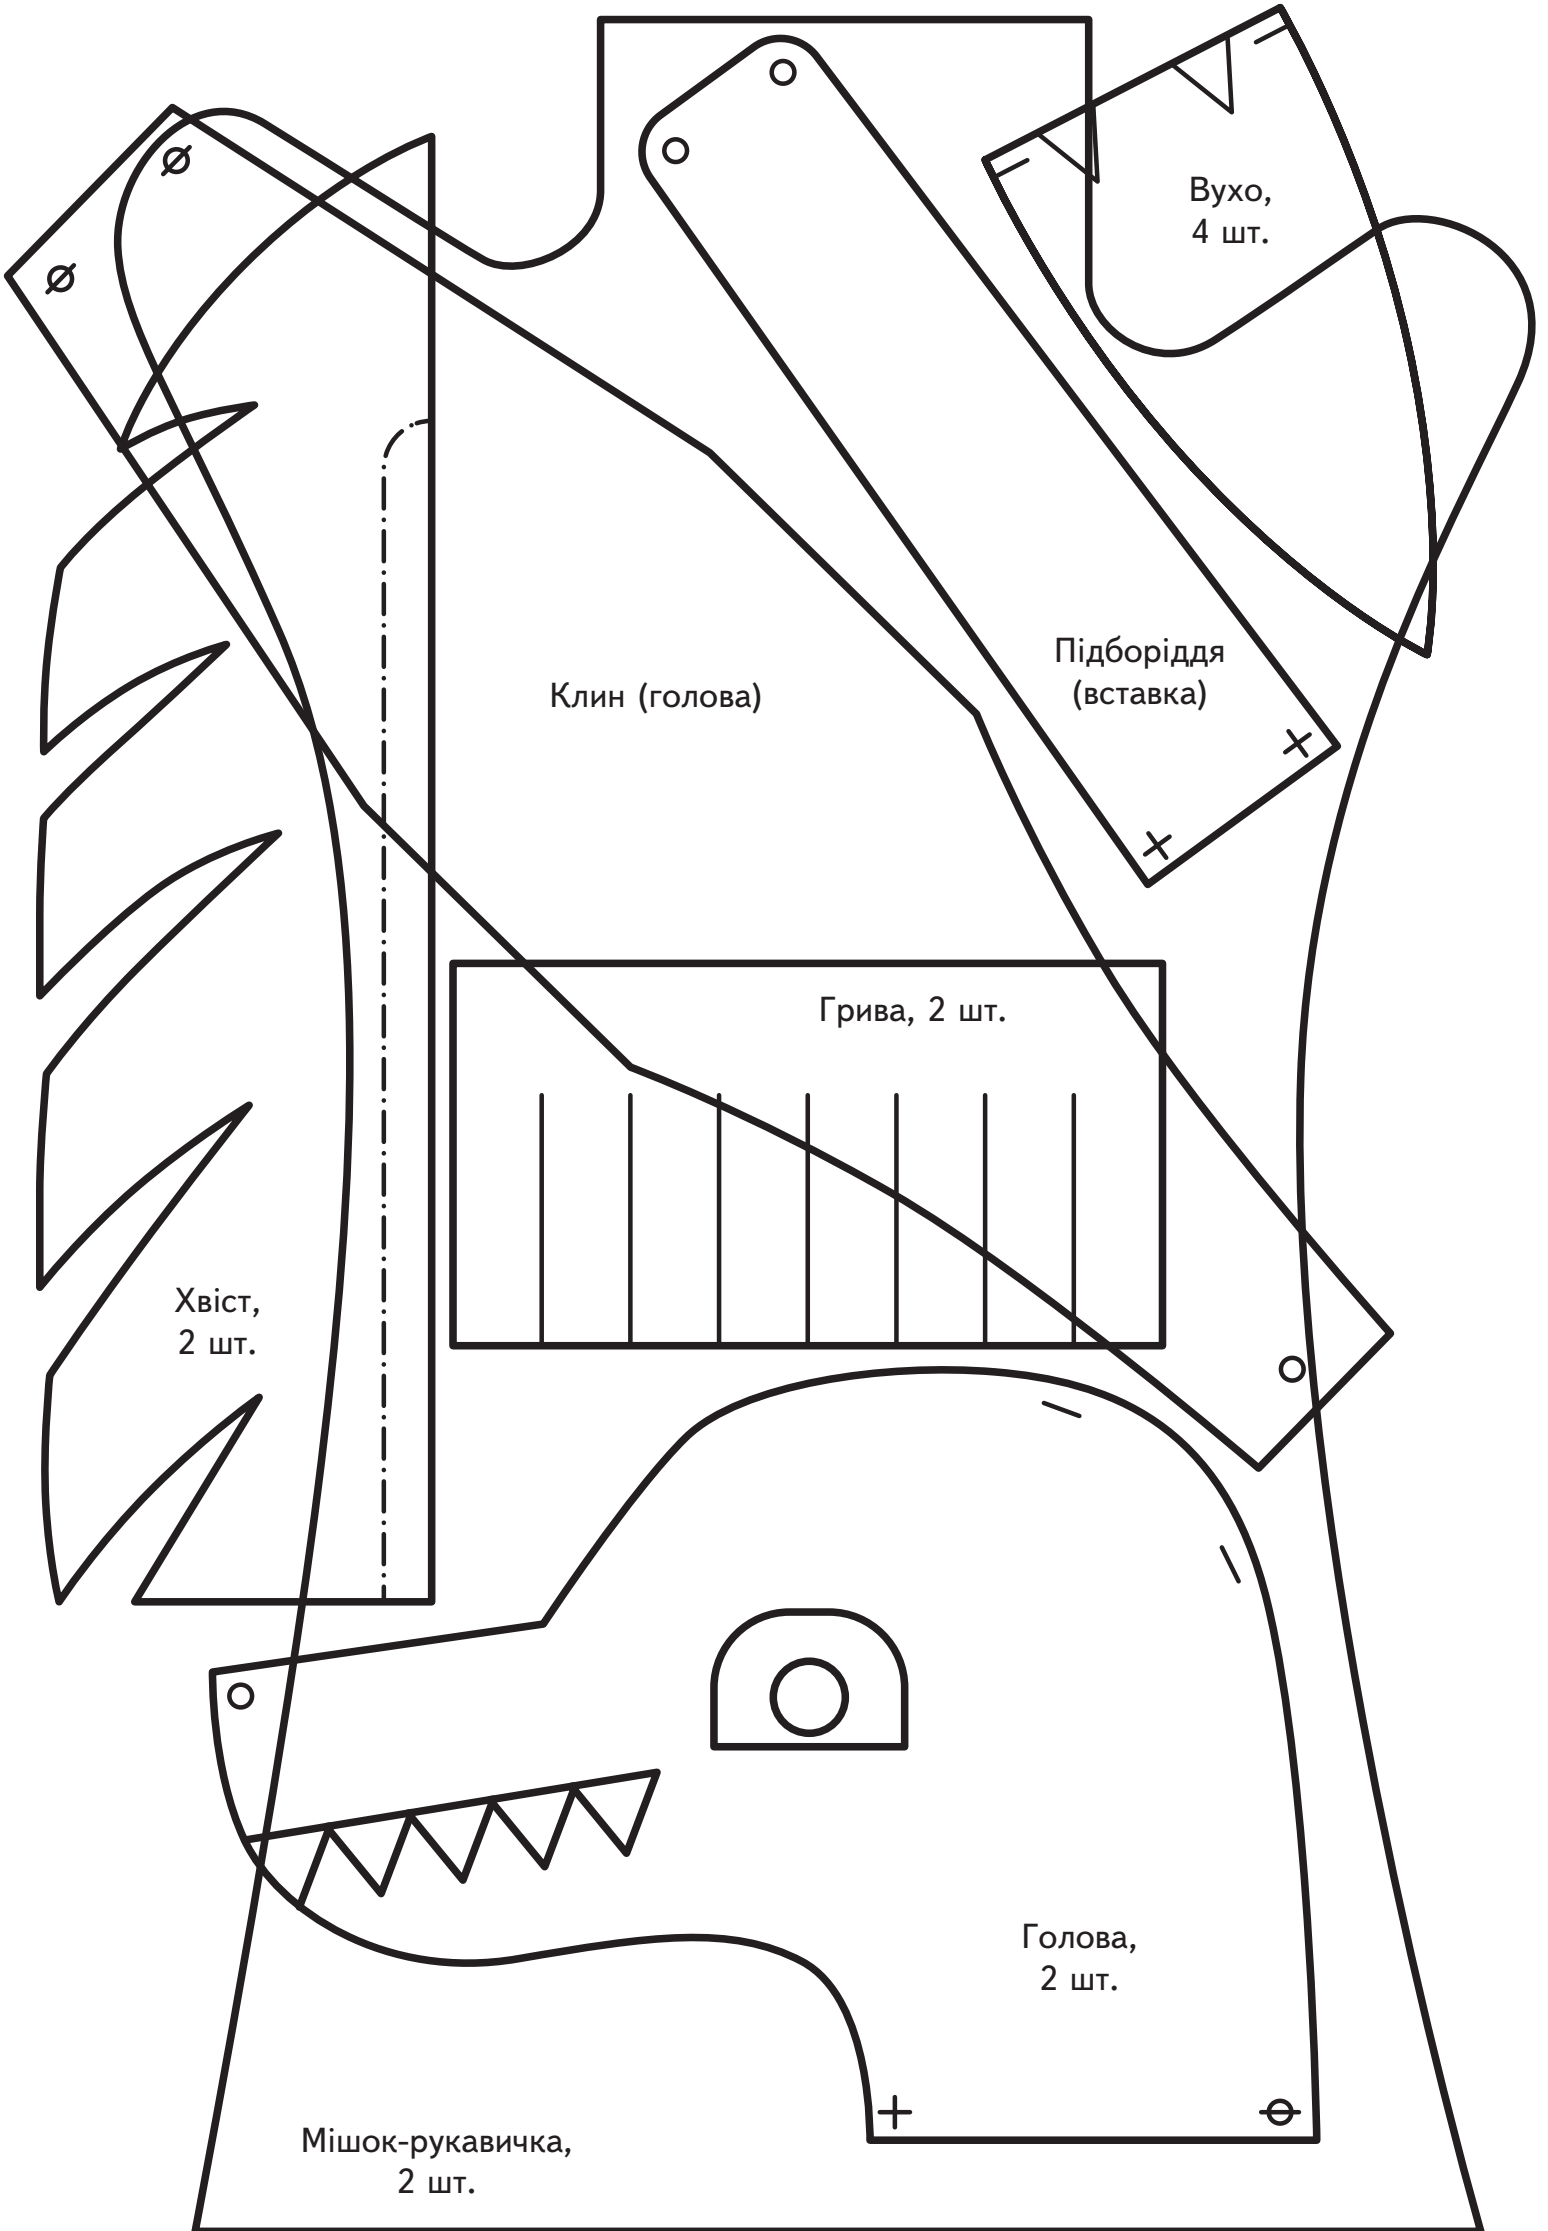 Вухо,
4 шт.
Підборіддя
(вставка)
Клин (голова)
Грива, 2 шт.
Хвіст,
2 шт.
Голова,
2 шт.
Мішок-рукавичка,
2 шт.